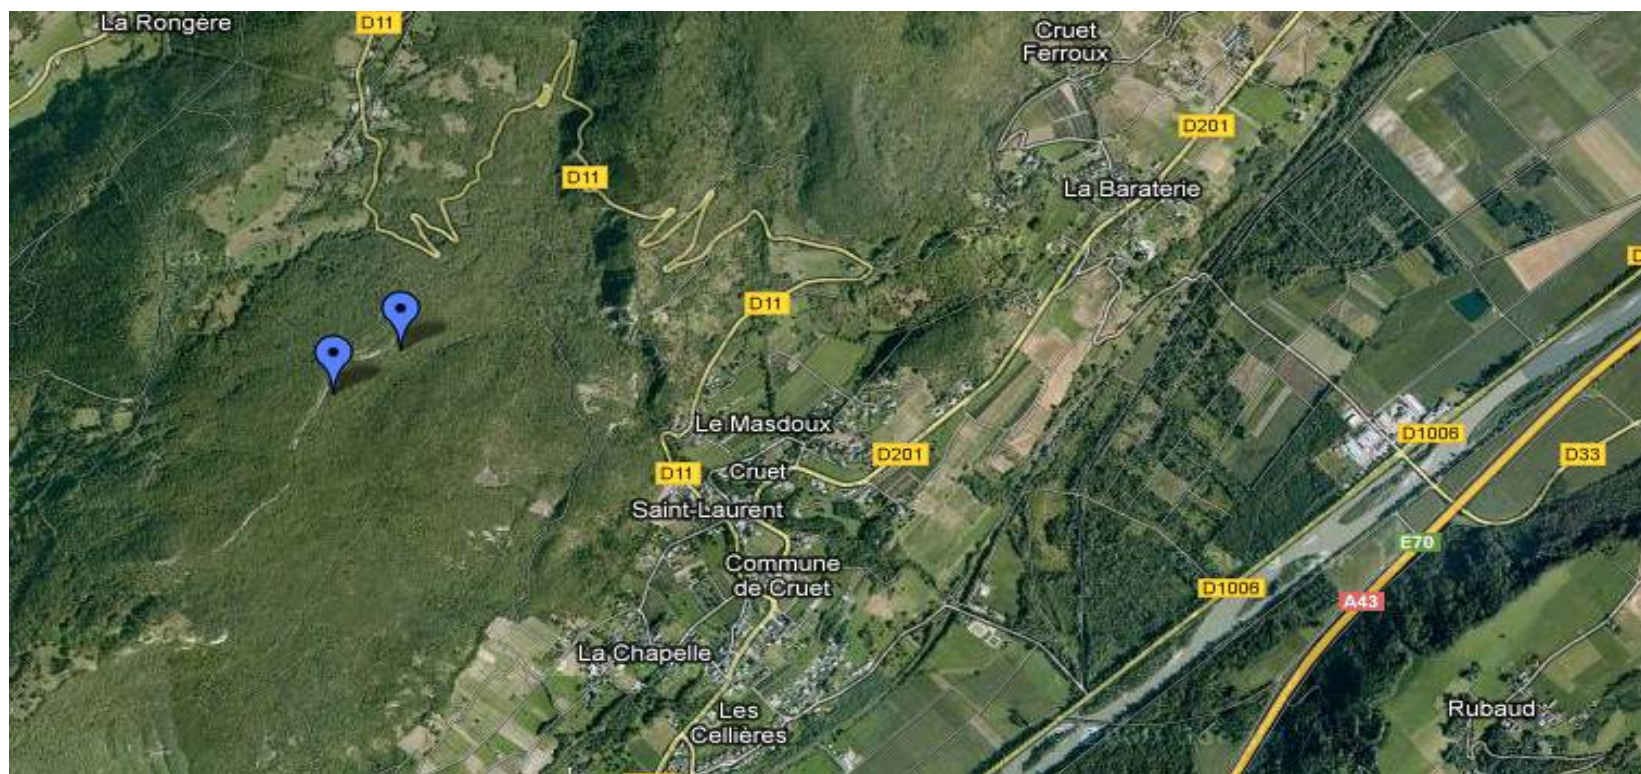 La Rongère
D11
Cruet
Ferroux
D201
D11
La Baraterie
D
D11
Le Masdoux
D1006
D201
D33
D11
Cruet
Saint-Laurent
E70
Commune
de Cruet
D1006
A43
La Chapelle
Les
Cellières
Rubaud